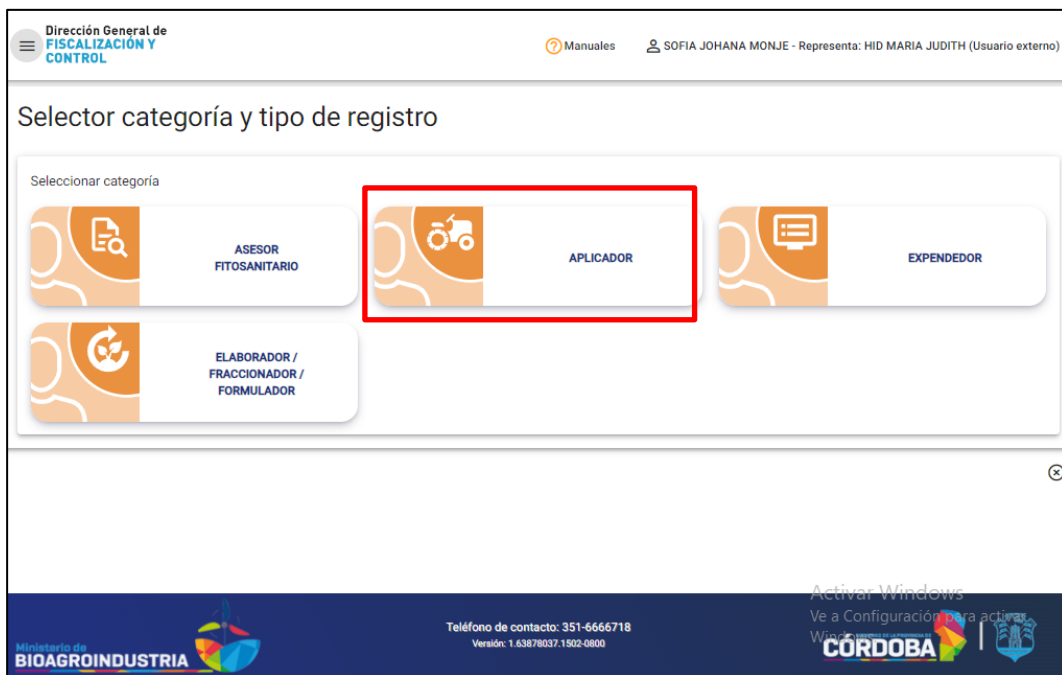 Dirección General de
FISCALIZACIÓN Y
CONTROL
Manuales
SOFIA JOHANA MONJE - Representa: HID MARIA JUDITH (Usuario externo)
Selector categoría y tipo de registro
Seleccionar categoría
ASESOR
FITOSANITARIO
APLICADOR
EXPENDEDOR
ELABORADOR /
FRACCIONADOR /
FORMULADOR
Activar Windows
Ve a Configuración para activar
Teléfono de contacto: 351-6666718
Versión: 1.63878037.1502-0800
Ministerio de
BIOAGROINDUSTRIA
CÓRDOBA